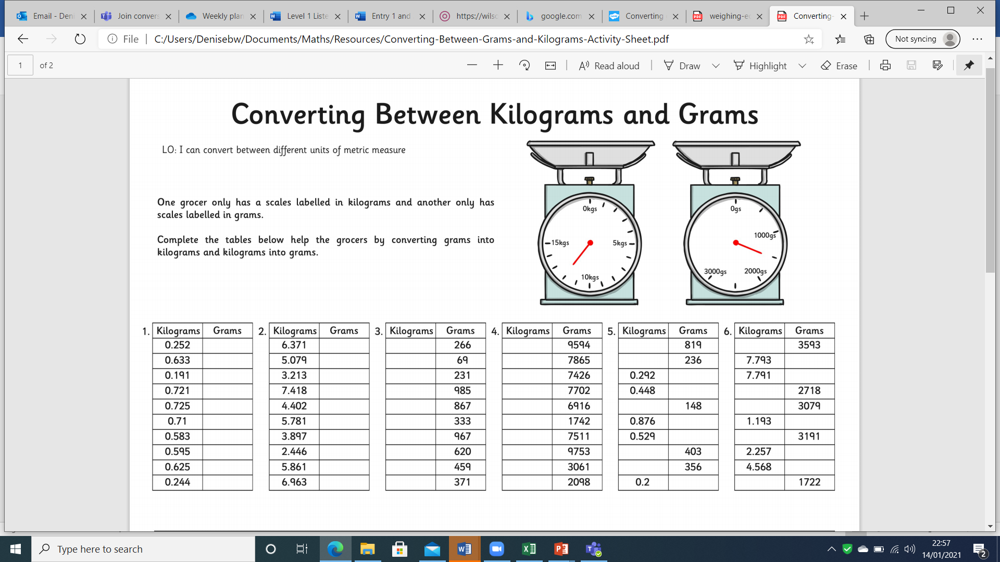 Email - Deni
Join convers
Weekly plan
Level 1 Liste
Entry 1 and
https://wilso
google.com
Converting
weighing-e
Converting-
File
C:/Users/Denisebw/Documents/Maths/Resources/Converting-Between-Grams-and-Kilograms-Activity-Sheet.pdf
Not syncing
1 of 2
Read aloud
Draw
Highlight
Erase
Converting Between Kilograms and Grams
LO: I can convert between different units of metric measure
One grocer only has a scales labelled in kilograms and another only has
scales labelled in grams.
Complete the tables below help the grocers by converting grams into
kilograms and kilograms into grams.
0kgs
5kgs
10kgs
15kgs
0gs
1000gs
2000gs
3000gs
1. Kilograms Grams
0.252
0.633
0.191
0.721
0.725
0.71
0.583
0.595
0.625
0.244
2. Kilograms Grams
6.371
5.079
3.213
7.418
4.402
5.781
3.897
2.446
5.861
6.963
3. Kilograms Grams
266
69
231
985
867
333
967
620
459
371
4. Kilograms Grams
9594
7865
7426
7702
6916
1742
7511
9753
3061
2098
5. Kilograms Grams
819
236
0.292
0.448
148
0.876
0.529
403
356
0.2
6. Kilograms Grams
3593
7.793
7.791
2718
3079
1.193
3191
2.257
4.568
1722
Type here to search
22:57
14/01/2021
2